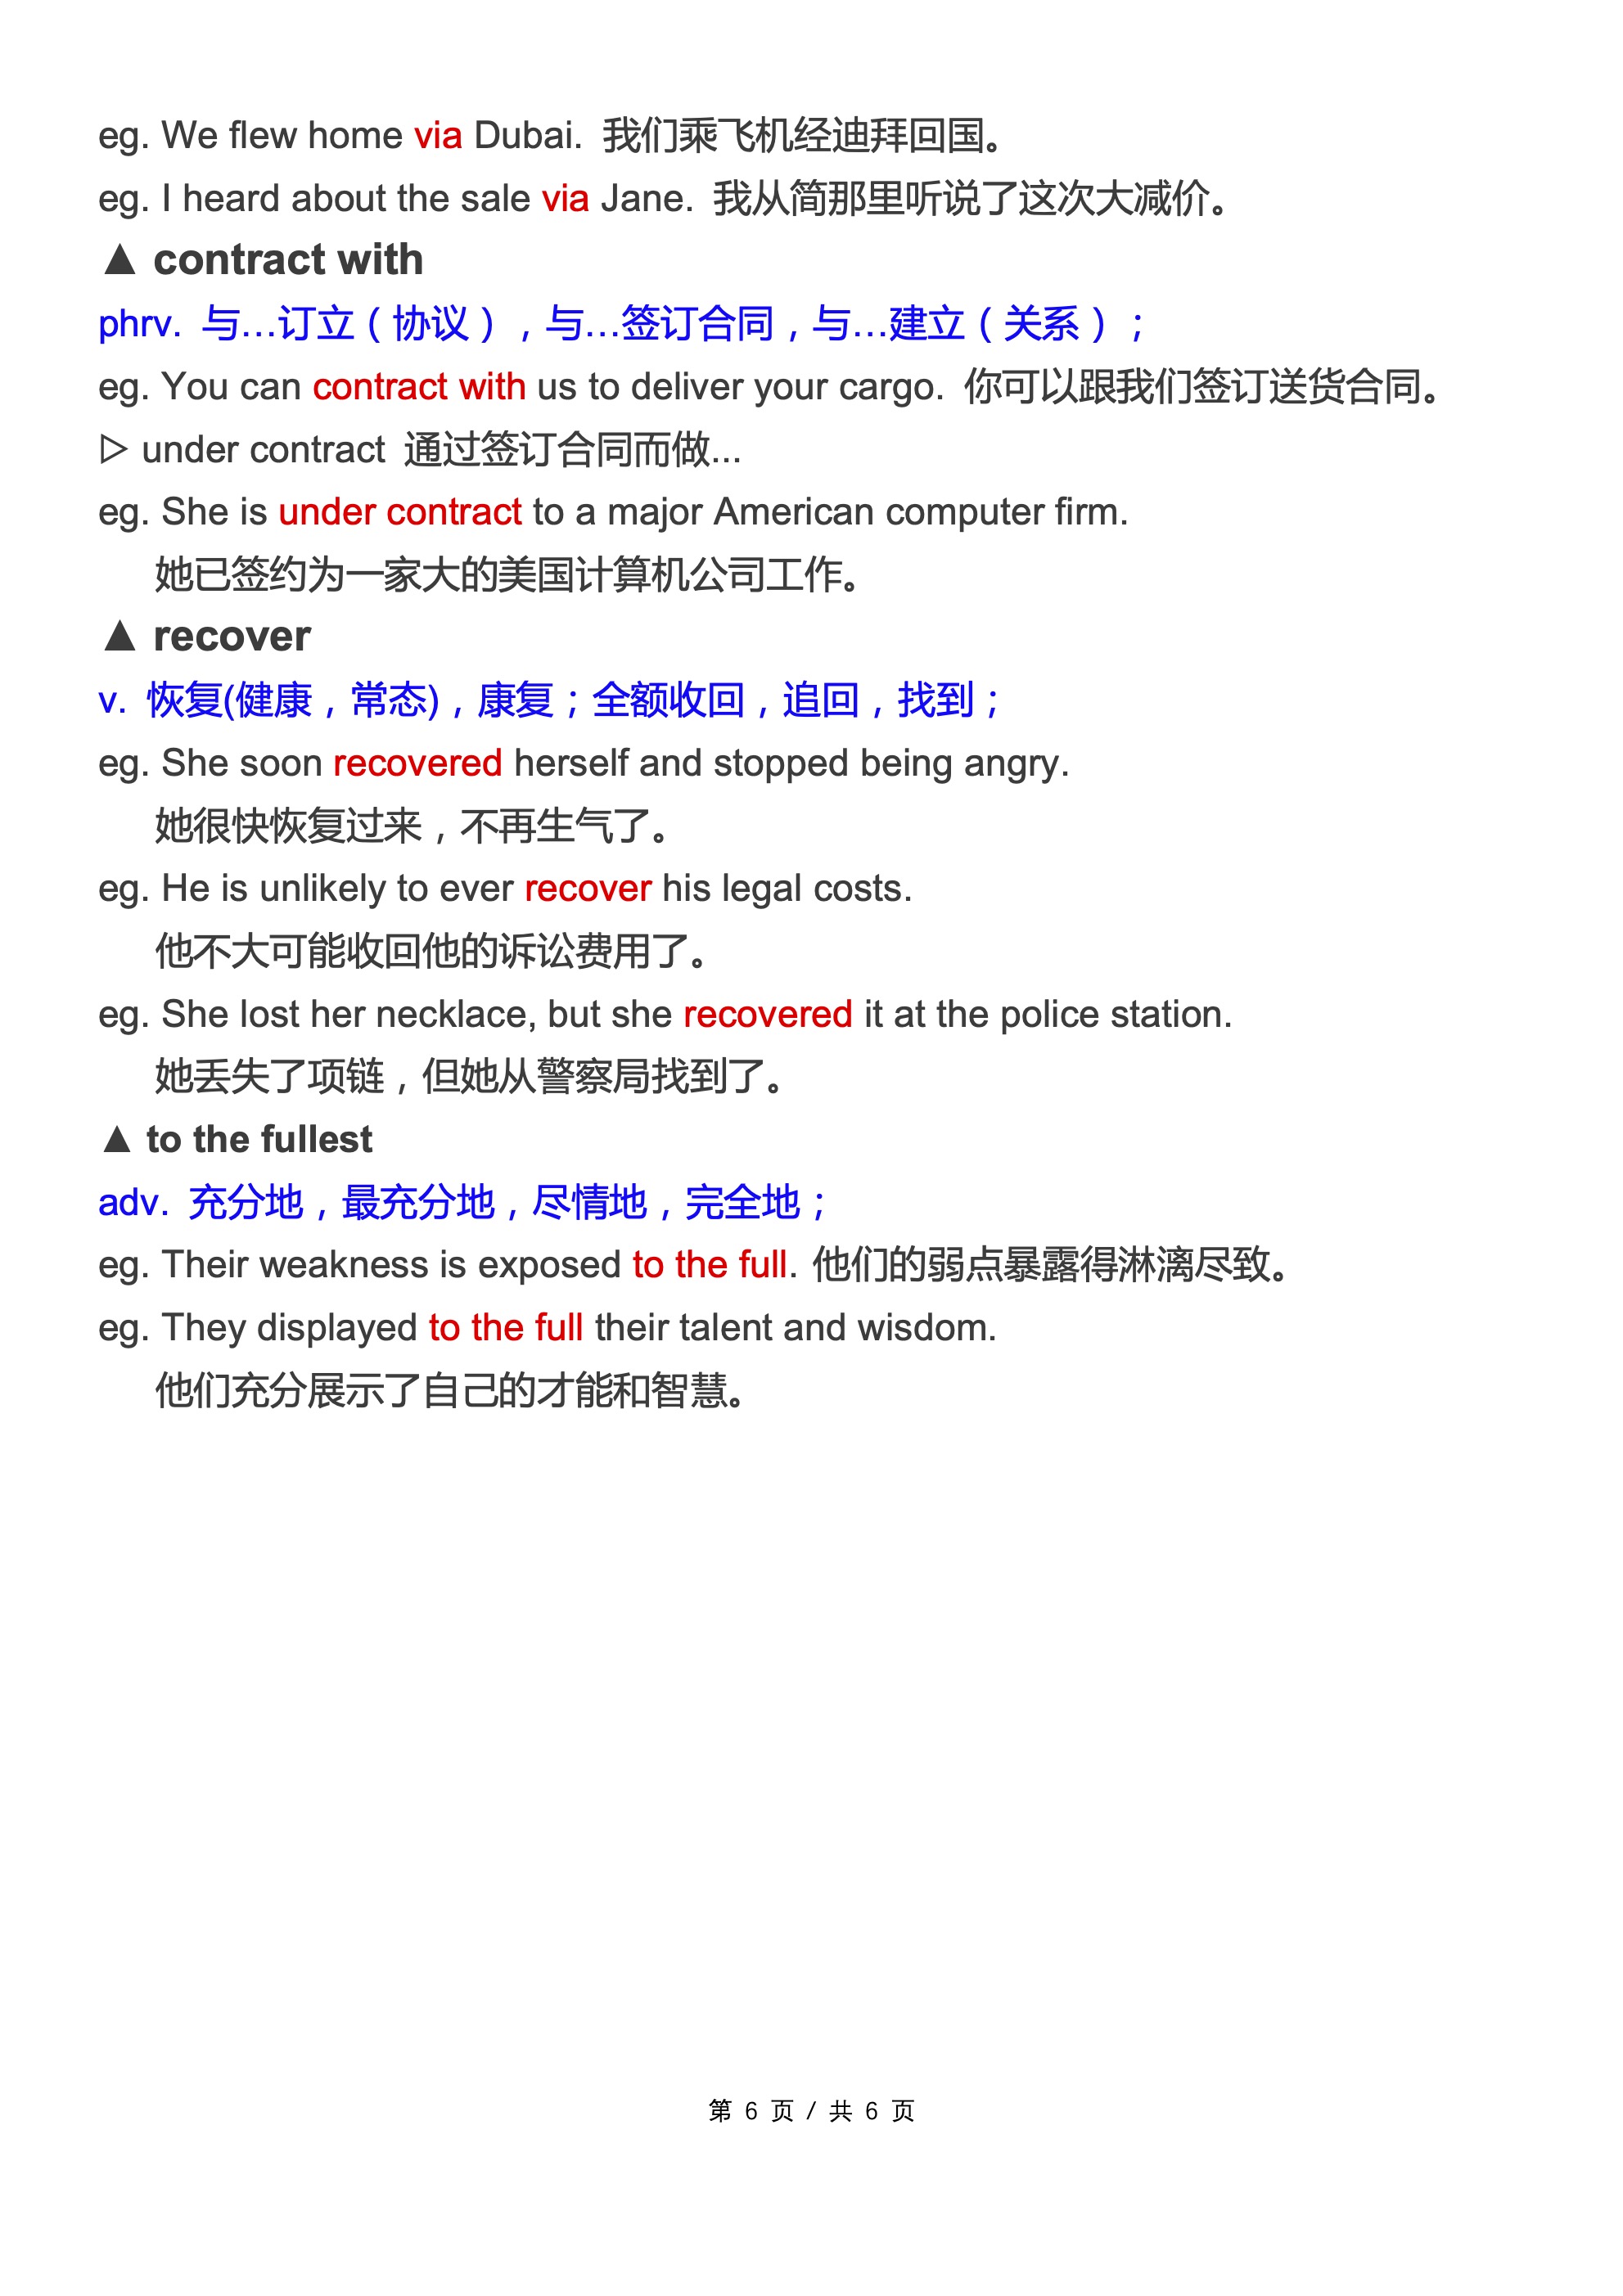 eg. We flew home via Dubai. 我们乘飞机经迪拜回国。
eg. I heard about the sale via Jane. 我从简那里听说了这次大减价。
▲ contract with
phrv. 与…订立（协议），与…签订合同，与…建立（关系）；
eg. You can contract with us to deliver your cargo. 你可以跟我们签订送货合同。
▷ under contract 通过签订合同而做...
eg. She is under contract to a major American computer firm.
她已签约为一家大的美国计算机公司工作。
▲ recover
v. 恢复(健康，常态)，康复；全额收回，追回，找到；
eg. She soon recovered herself and stopped being angry.
她很快恢复过来，不再生气了。
eg. He is unlikely to ever recover his legal costs.
他不大可能收回他的诉讼费用了。
eg. She lost her necklace, but she recovered it at the police station.
她丢失了项链，但她从警察局找到了。
▲ to the fullest
adv. 充分地，最充分地，尽情地，完全地；
eg. Their weakness is exposed to the full. 他们的弱点暴露得淋漓尽致。
eg. They displayed to the full their talent and wisdom.
他们充分展示了自己的才能和智慧。
第 6 页 / 共 6 页